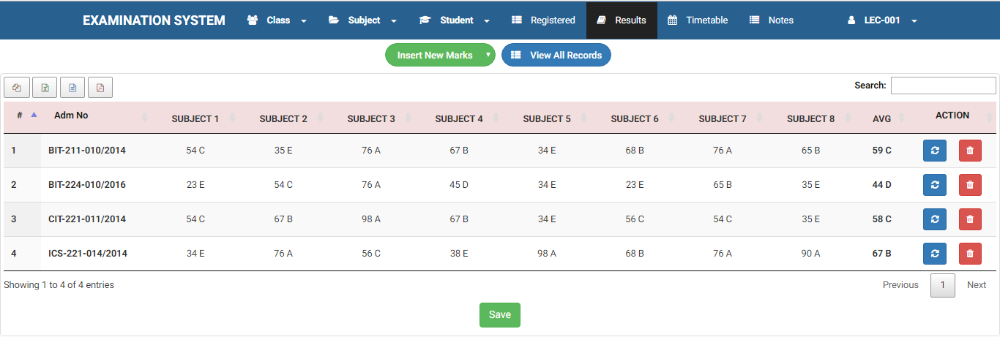 EXAMINATION SYSTEM Class Subject Student Registered Results Timetable Notes LEC-001
Insert New Marks View All Records
Search:
# Adm No SUBJECT 1 SUBJECT 2 SUBJECT 3 SUBJECT 4 SUBJECT 5 SUBJECT 6 SUBJECT 7 SUBJECT 8 AVG ACTION
1 BIT-211-010/2014 54 C 35 E 76 A 67 B 34 E 68 B 76 A 65 B 59 C
2 BIT-224-010/2016 23 E 54 C 76 A 45 D 34 E 23 E 65 B 35 E 44 D
3 CIT-221-011/2014 54 C 67 B 98 A 67 B 34 E 56 C 54 C 35 E 58 C
4 ICS-221-014/2014 34 E 76 A 56 C 38 E 98 A 68 B 76 A 90 A 67 B
Showing 1 to 4 of 4 entries Previous 1 Next
Save